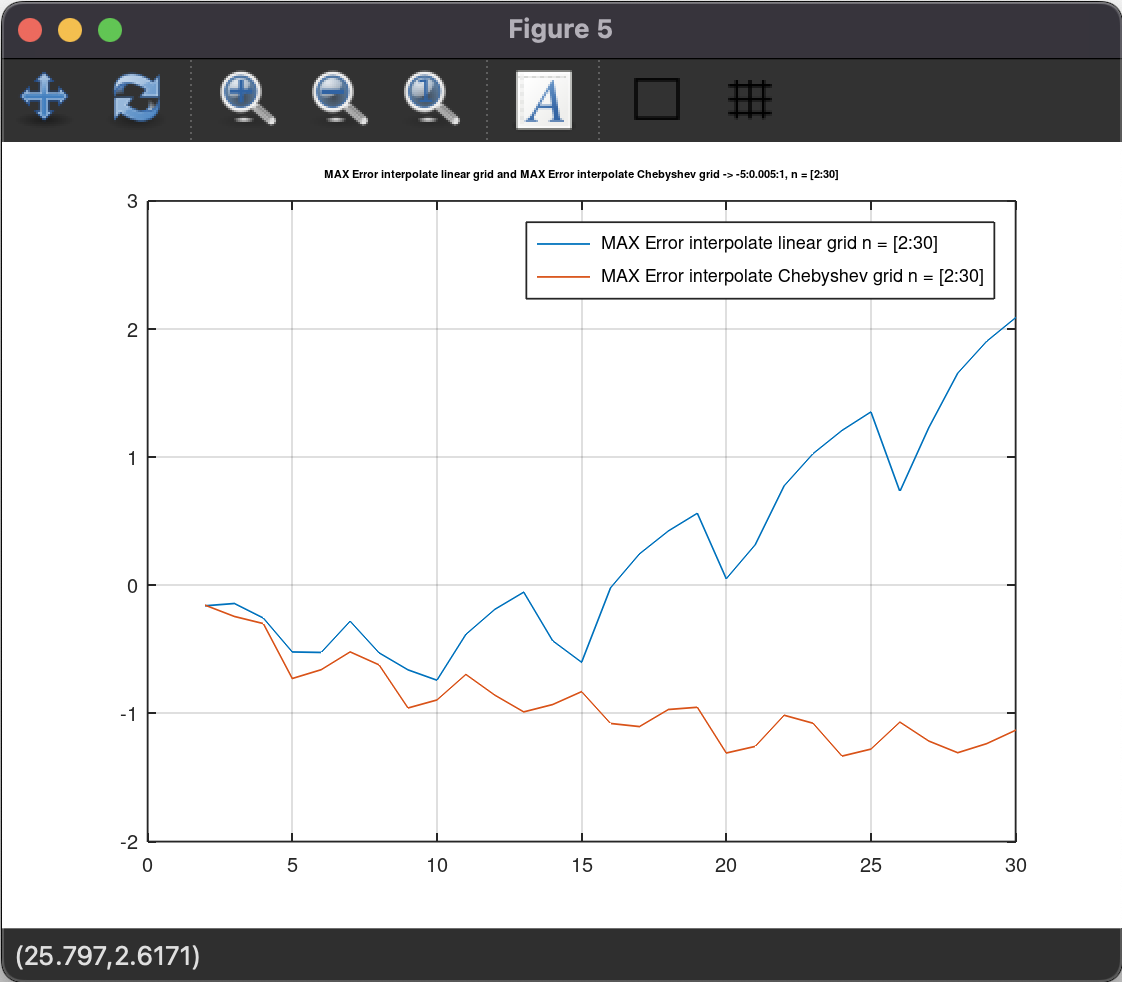 Figure 5
A
MAX Error interpolate linear grid and MAX Error interpolate Chebyshev grid -> -5:0.005:1, n = [2:30]
MAX Error interpolate linear grid n = [2:30]
MAX Error interpolate Chebyshev grid n = [2:30]
3
2
1
0
-1
-2
0 5 10 15 20 25 30
(25.797,2.6171)